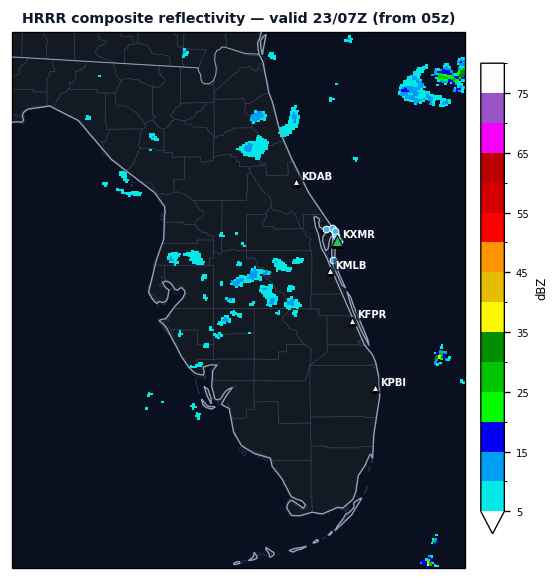 HRRR composite reflectivity — valid 23/07Z (from 05z)
KDAB
KXMR
KMLB
KFPR
KPBI
75
65
55
45
35
25
15
5
dBZ